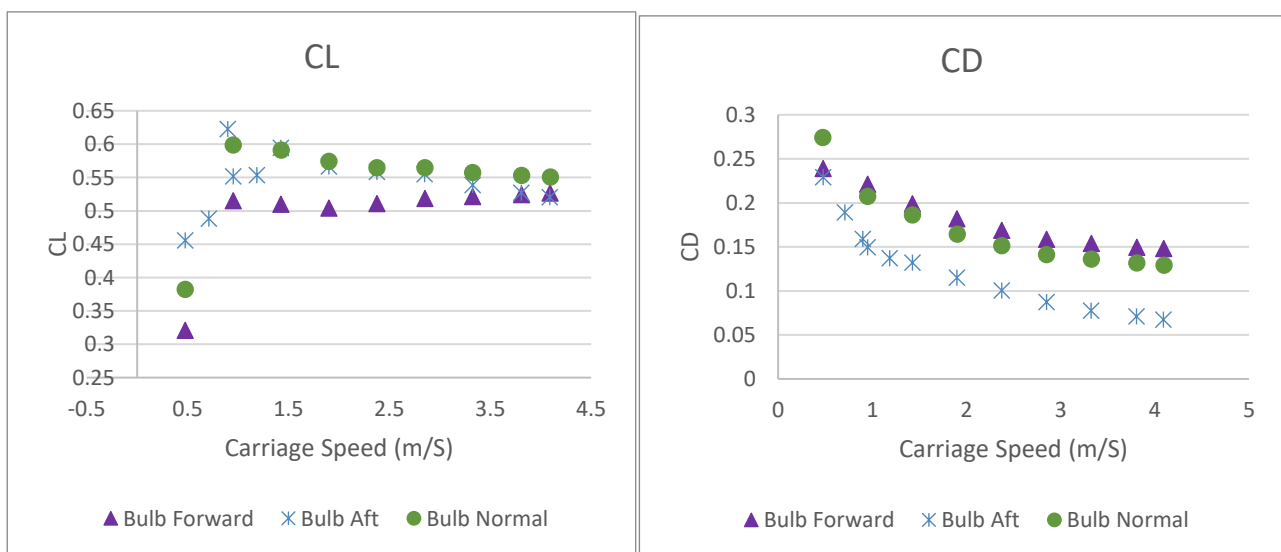 CL
0.65
0.6
0.55
0.5
0.45
0.4
0.35
0.3
0.25
CL
-0.5 0.5 1.5 2.5 3.5 4.5
Carriage Speed (m/S)
Bulb Forward Bulb Aft Bulb Normal
CD
0.3
0.25
0.2
0.15
0.1
0.05
0
CD
0 1 2 3 4 5
Carriage Speed (m/S)
Bulb Forward Bulb Aft Bulb Normal